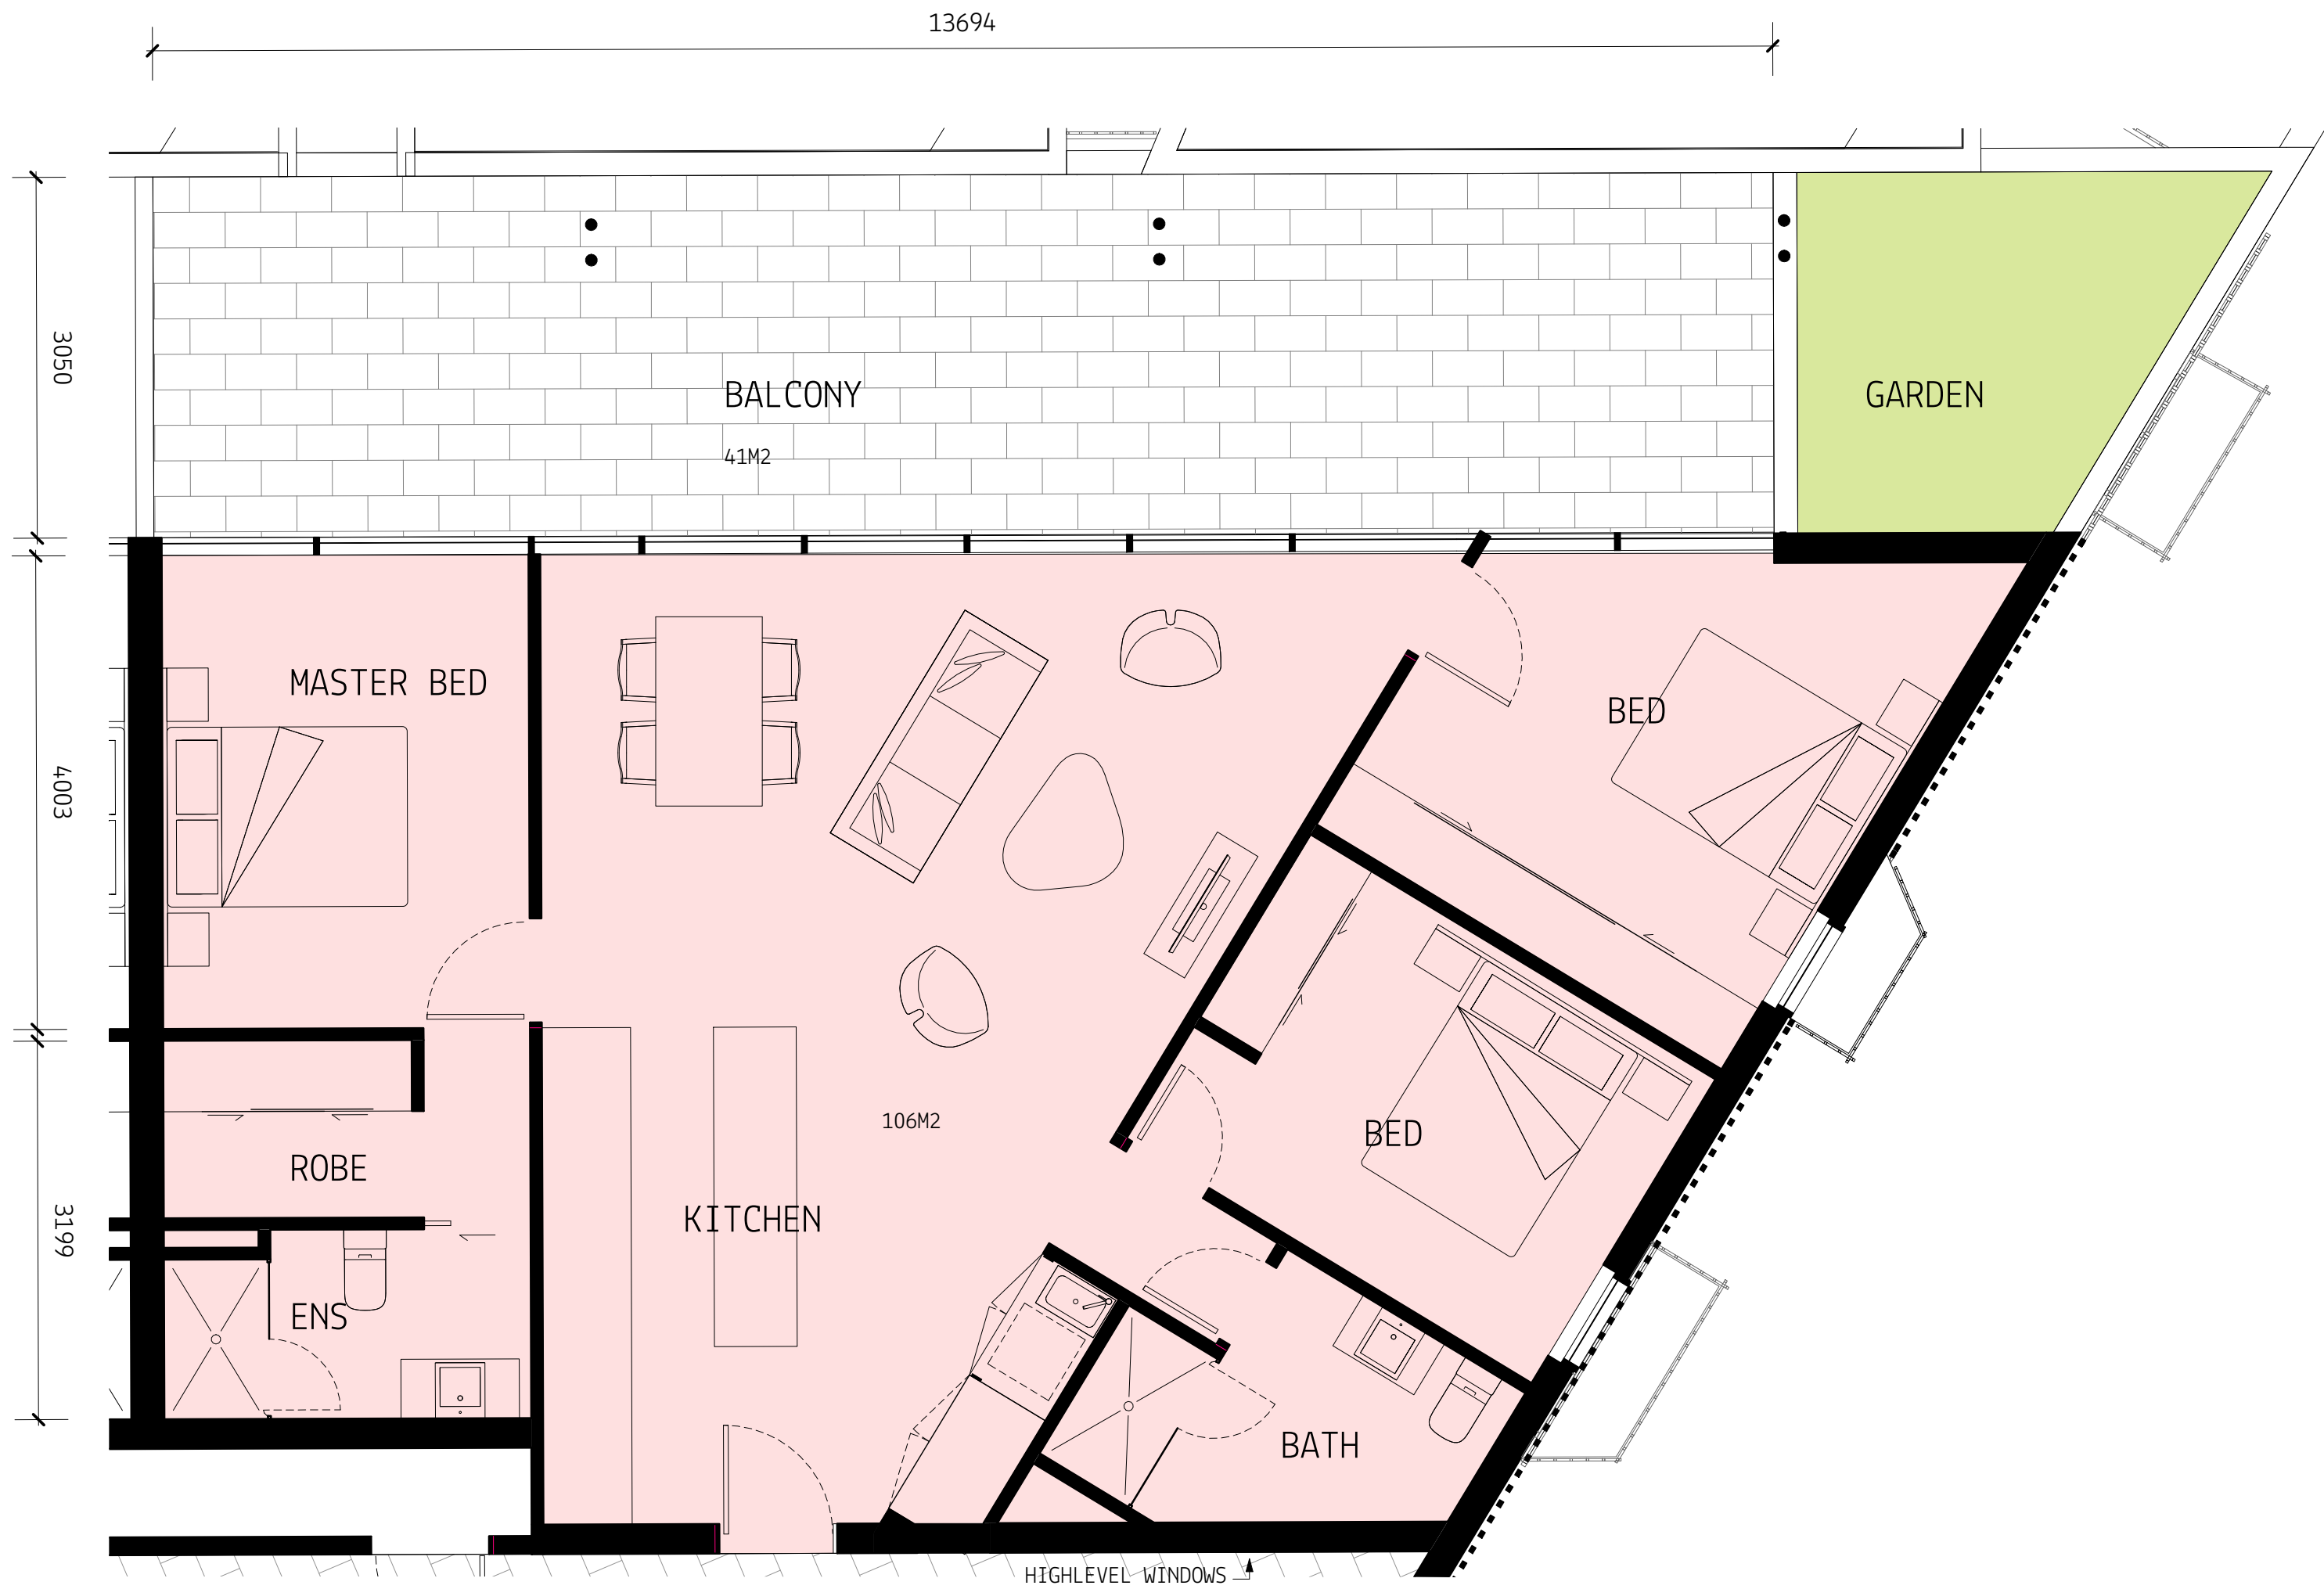 13694
3050
BALCONY
41M2
GARDEN
4003
MASTER BED
BED
106M2
BED
3199
ROBE
KITCHEN
ENS
BATH
HIGHLEVEL WINDOWS